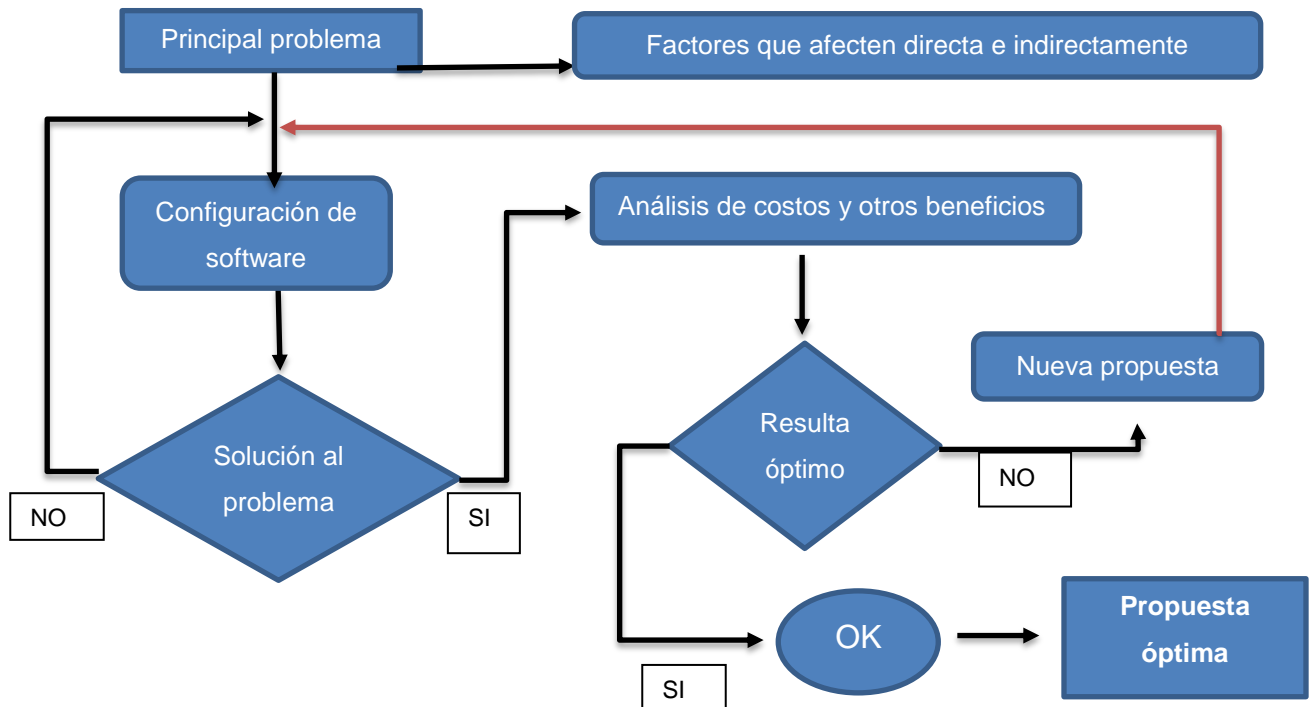 Principal problema
Factores que afecten directa e indirectamente
Configuración de
software
Análisis de costos y otros beneficios
Solución al
problema
NO
SI
Resulta
óptimo
Nueva propuesta
NO
SI
OK
Propuesta
óptima